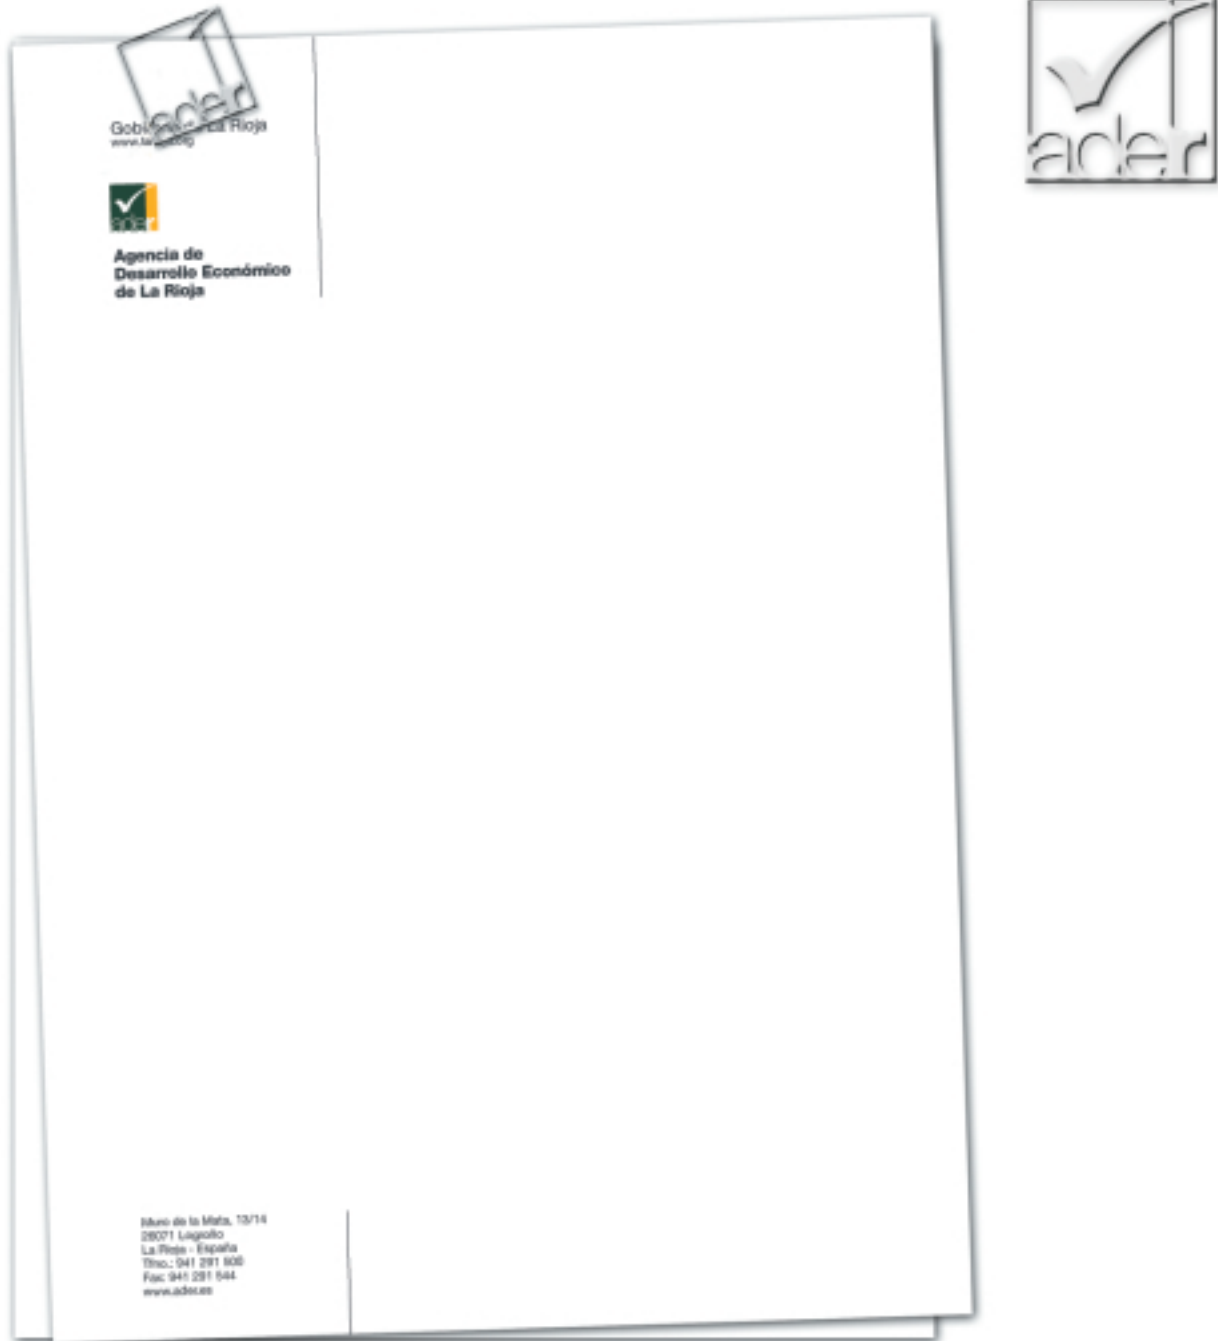 ader
La Rioja
ader
ader
Agencia de
Desarrollo Económico
de La Rioja
Muro de la Mata, 13/14
26071 Logroño
La Rioja - España
Tfno.: 941 291 500
Fax: 941 291 544
www.ader.es